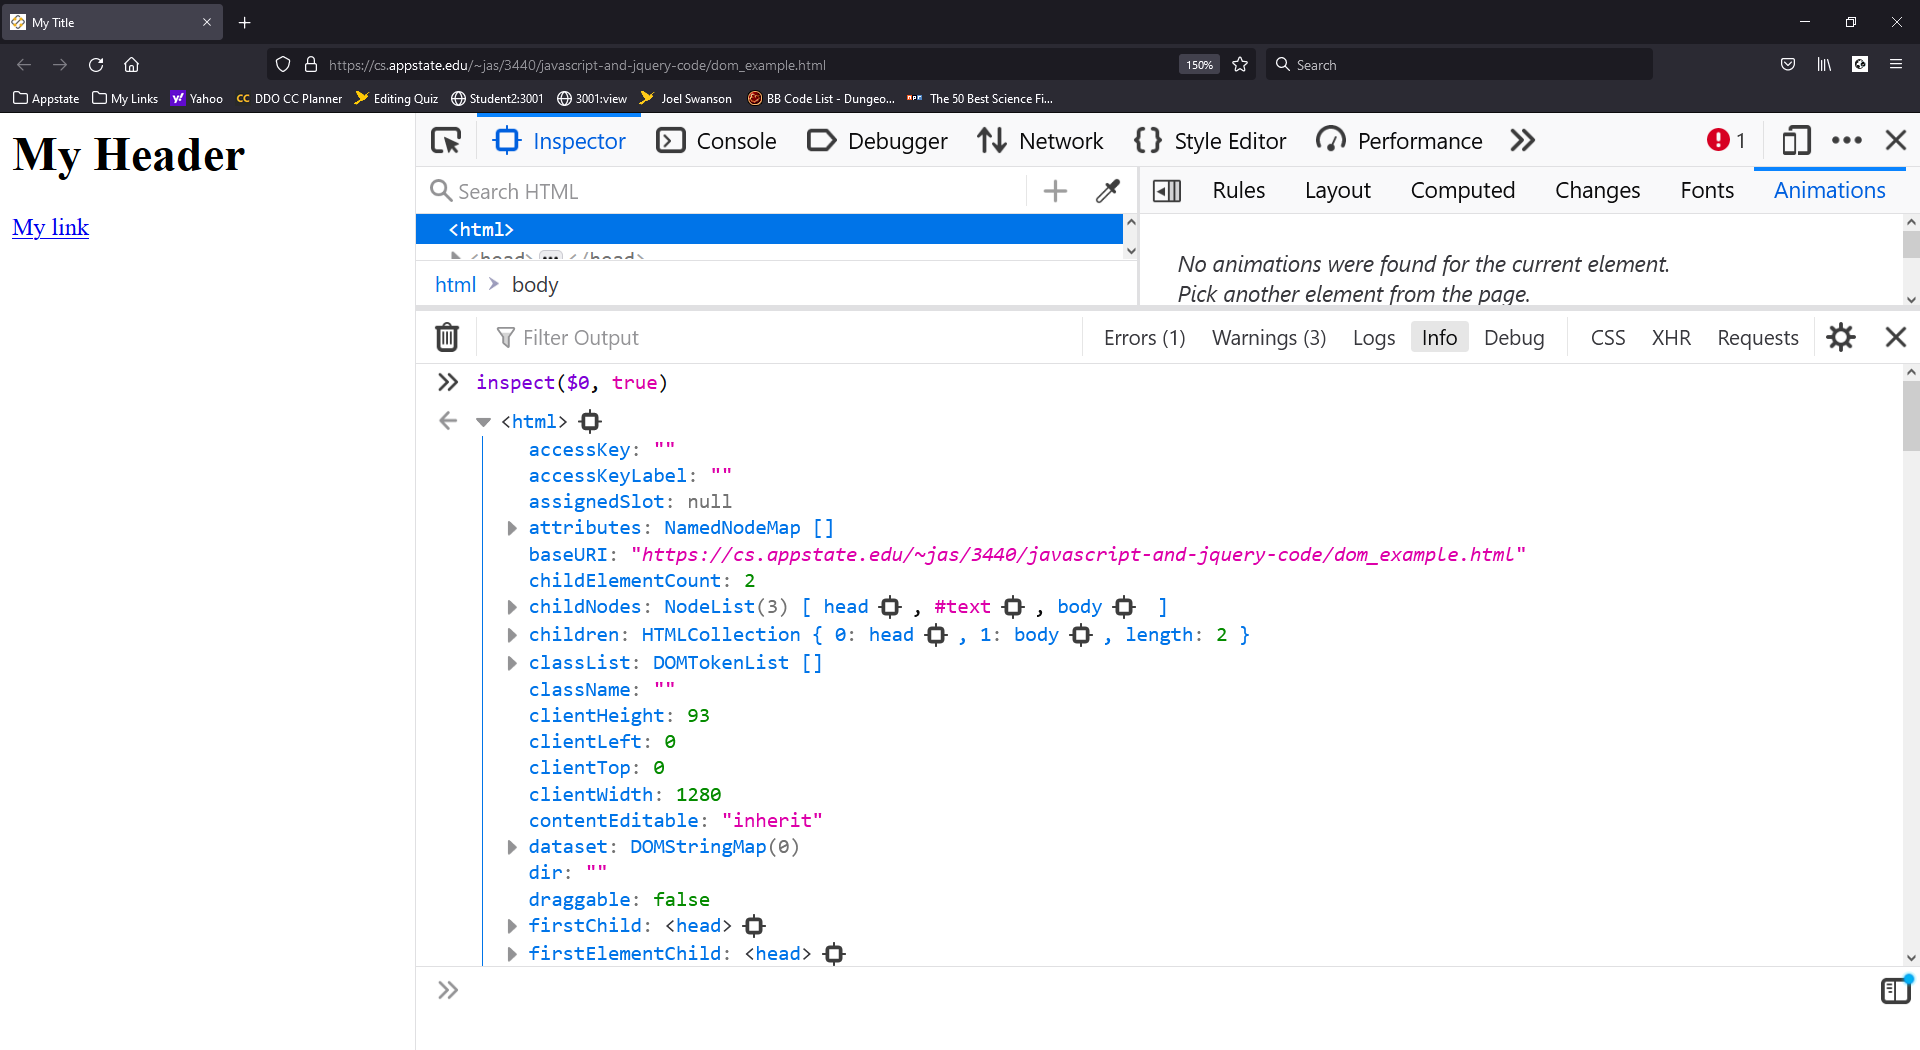 My Title
https://cs.appstate.edu/~jas/3440/javascript-and-jquery-code/dom_example.html
150%
Search
Appstate
My Links
Yahoo
CC DDO CC Planner
Editing Quiz
Student2:3001
3001:view
Joel Swanson
BB Code List - Dungeo...
The 50 Best Science Fi...
My Header
My link
Inspector
Console
Debugger
Network
Style Editor
Performance
1
Search HTML
Rules
Layout
Computed
Changes
Fonts
Animations
<html>
<head> ••• </head>
No animations were found for the current element.
Pick another element from the page.
html > body
Filter Output
Errors (1)
Warnings (3)
Logs
Info
Debug
CSS
XHR
Requests
inspect($0, true)
<html>
accessKey: ""
accessKeyLabel: ""
assignedSlot: null
attributes: NamedNodeMap []
baseURI: "https://cs.appstate.edu/~jas/3440/javascript-and-jquery-code/dom_example.html"
childElementCount: 2
childNodes: NodeList(3) [ head , #text , body ]
children: HTMLCollection { 0: head , 1: body , length: 2 }
classList: DOMTokenList []
className: ""
clientHeight: 93
clientLeft: 0
clientTop: 0
clientWidth: 1280
contentEditable: "inherit"
dataset: DOMStringMap(0)
dir: ""
draggable: false
firstChild: <head>
firstElementChild: <head>